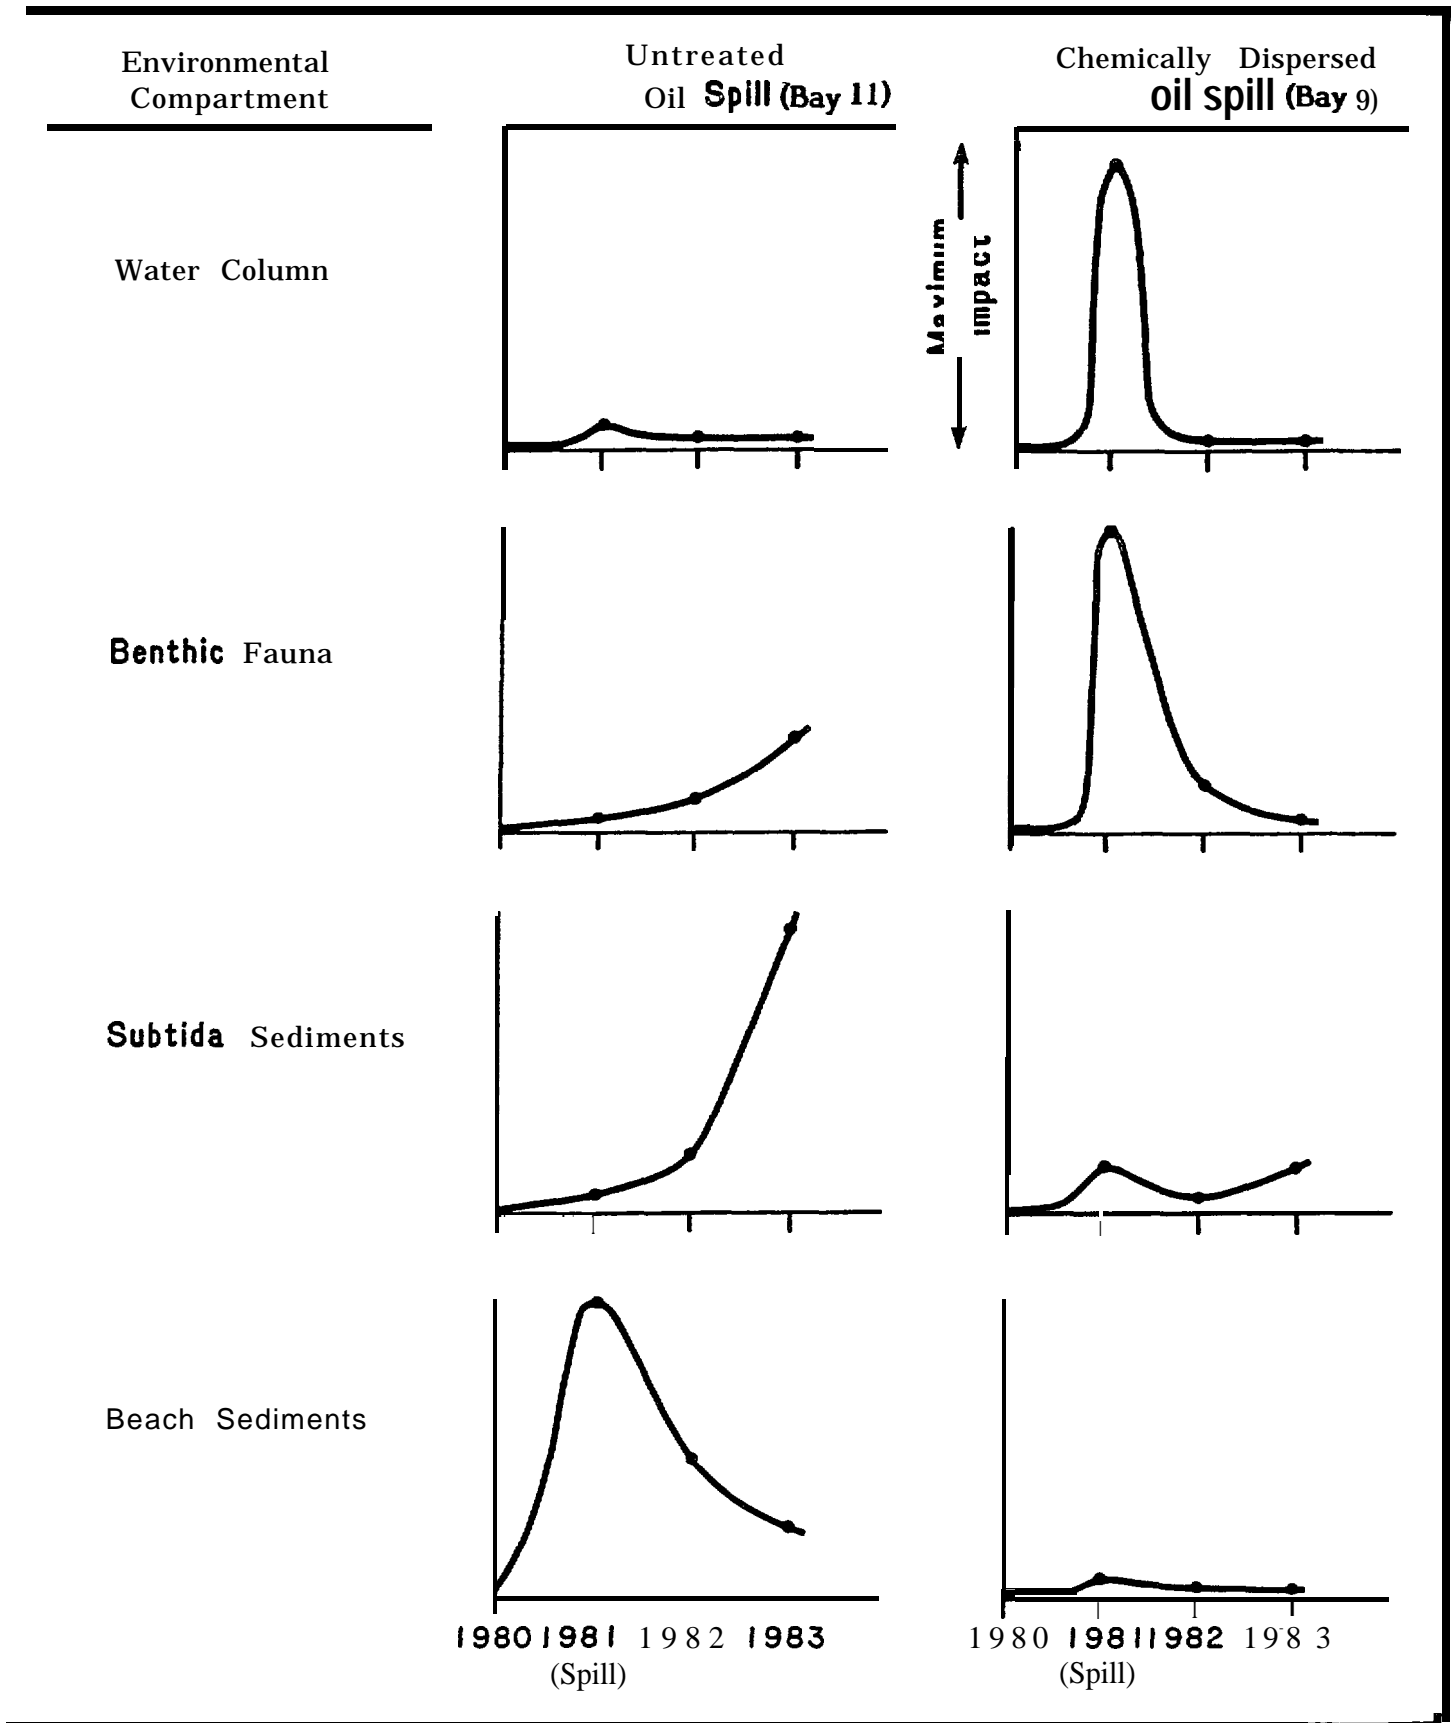 Environmental
Compartment
Untreated
Oil Spill (Bay 11)
Chemically Dispersed
oil spill (Bay 9)
Maximum
impact
Water Column
Benthic Fauna
Subtida Sediments
Beach Sediments
1980 1981 1982 1983
(Spill)
1980 1981 1982 1983
(Spill)